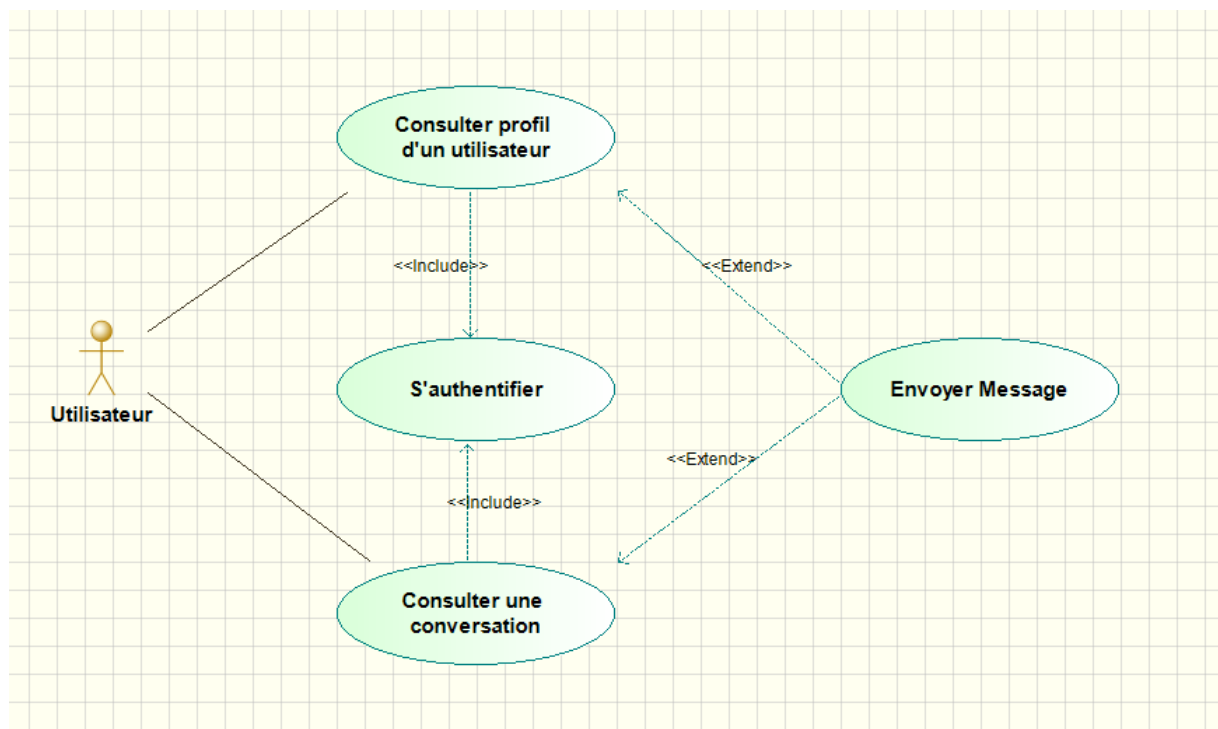 Consulter profil
d'un utilisateur
<<Include>>
<<Extend>>
S'authentifier
Envoyer Message
Utilisateur
<<Extend>>
<<Include>>
Consulter une
conversation